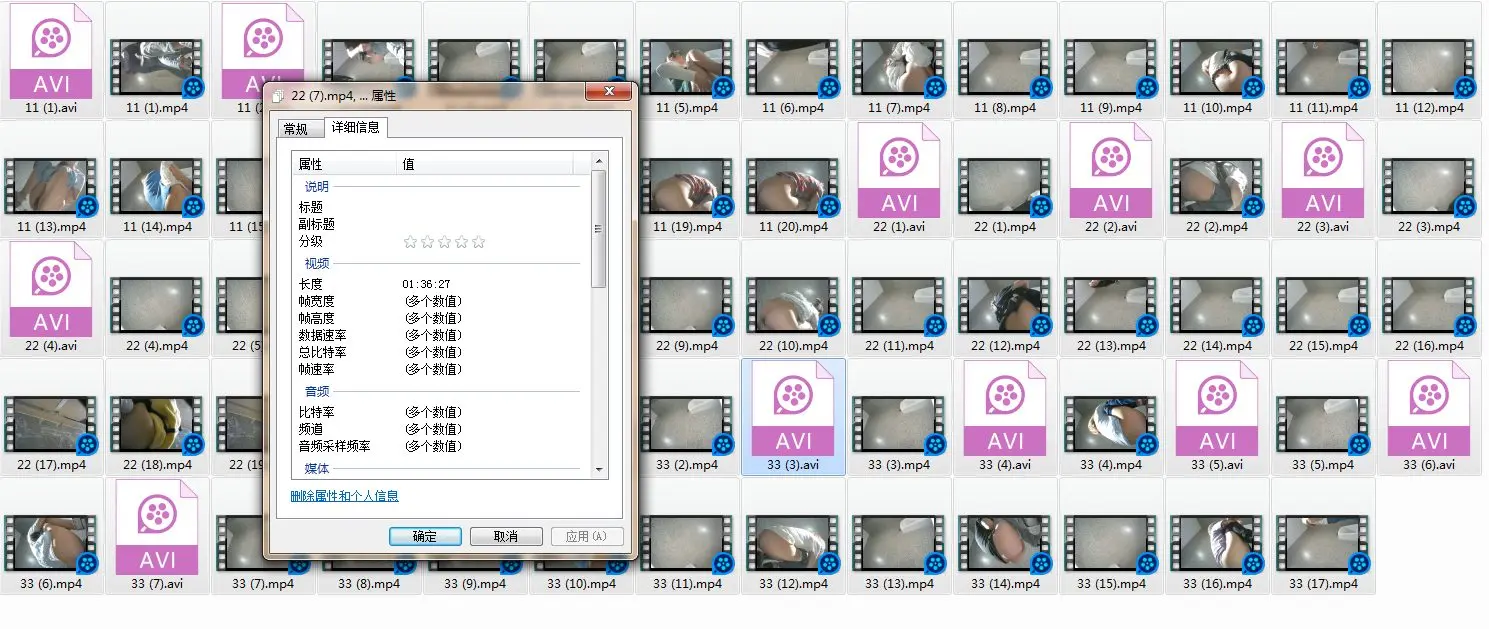 AVI
AVI
11 (1).avi 11 (1).mp4 11 ( 11 (5).mp4 11 (6).mp4 11 (7).mp4 11 (8).mp4 11 (9).mp4 11 (10).mp4 11 (11).mp4 11 (12).mp4
AVI
AVI
AVI
11 (13).mp4 11 (14).mp4 11 (15 11 (19).mp4 11 (20).mp4 22 (1).avi 22 (1).mp4 22 (2).avi 22 (2).mp4 22 (3).avi 22 (3).mp4
AVI
22 (4).avi 22 (4).mp4 22 (5 22 (9).mp4 22 (10).mp4 22 (11).mp4 22 (12).mp4 22 (13).mp4 22 (14).mp4 22 (15).mp4 22 (16).mp4
AVI
AVI
AVI
AVI
22 (17).mp4 22 (18).mp4 22 (19 33 (2).mp4 33 (3).avi 33 (3).mp4 33 (4).avi 33 (4).mp4 33 (5).avi 33 (5).mp4 33 (6).avi
AVI
33 (6).mp4 33 (7).avi 33 (7).mp4 33 (8).mp4 33 (9).mp4 33 (10).mp4 33 (11).mp4 33 (12).mp4 33 (13).mp4 33 (14).mp4 33 (15).mp4 33 (16).mp4 33 (17).mp4
22 (7).mp4, ... 属性
常规 详细信息
属性 值
说明
标题
副标题
分级
视频
长度 01:36:27
帧宽度 (多个数值)
帧高度 (多个数值)
数据速率 (多个数值)
总比特率 (多个数值)
帧速率 (多个数值)
音频
比特率 (多个数值)
频道 (多个数值)
音频采样频率 (多个数值)
媒体
删除属性和个人信息
确定 取消 应用(A)